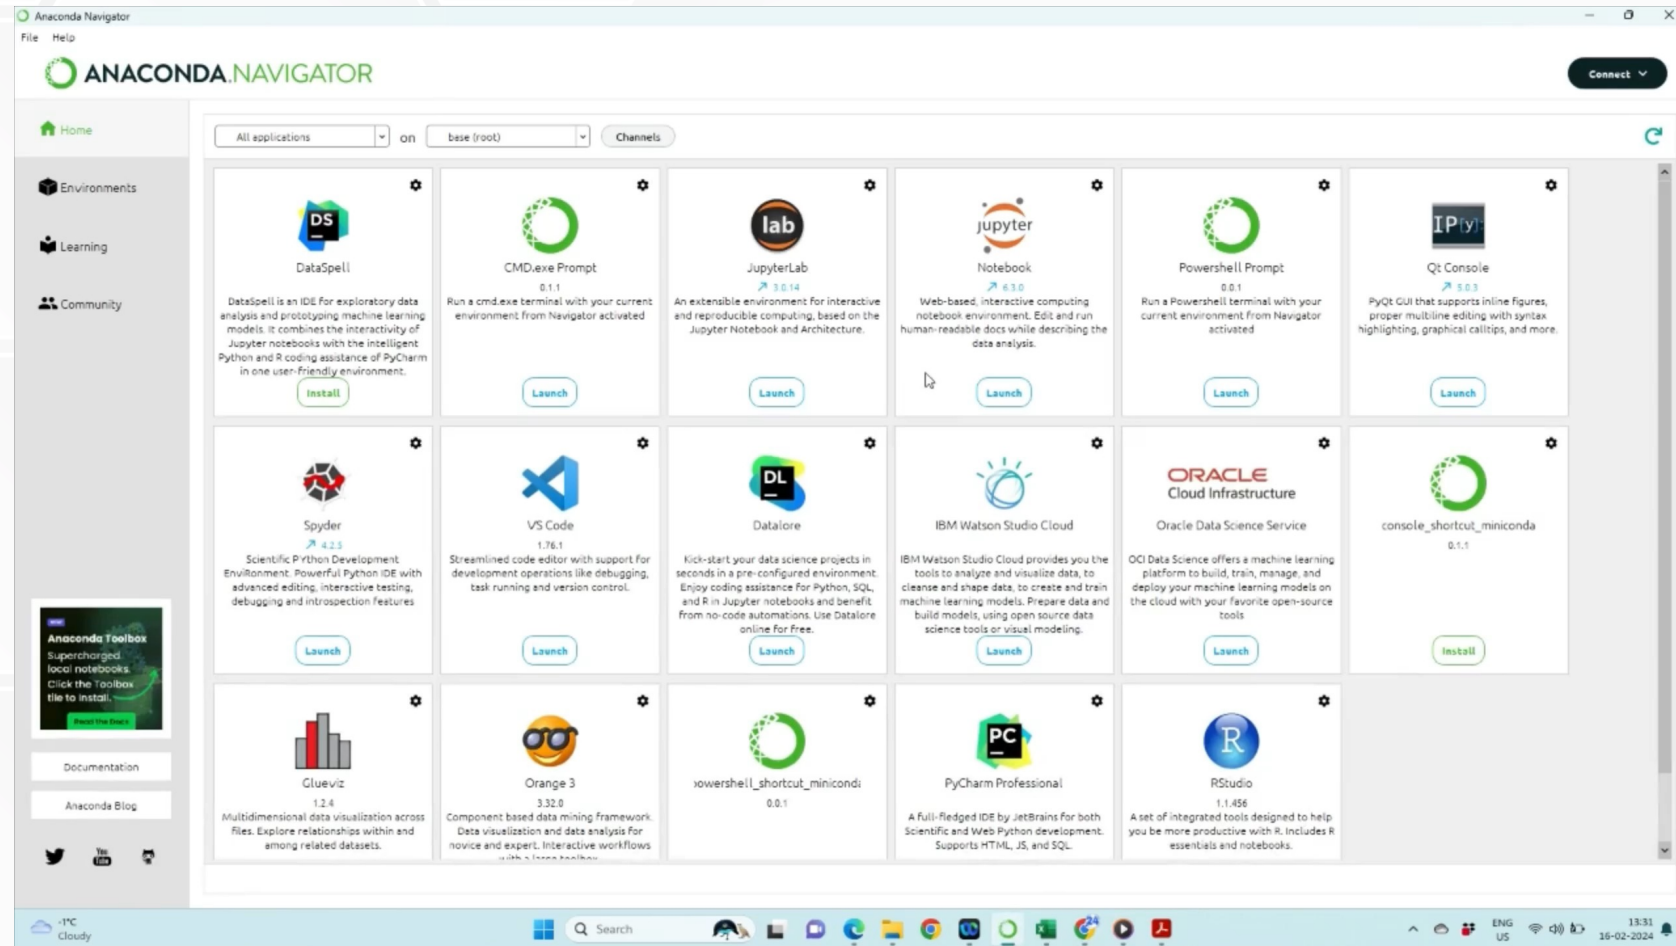 Anaconda Navigator
File Help
ANACONDA.NAVIGATOR
Connect
Home
Environments
Learning
Community
All applications on base (root) Channels
DS
DataSpell
DataSpell is an IDE for exploratory data
analysis and prototyping machine learning
models. It combines the interactivity of
Jupyter notebooks with the intelligent
Python and R coding assistance of PyCharm
in one user-friendly environment.
Install
CMD.exe Prompt
0.1.1
Run a cmd.exe terminal with your current
environment from Navigator activated
Launch
lab
JupyterLab
3.0.14
An extensible environment for interactive
and reproducible computing, based on the
Jupyter Notebook and Architecture.
Launch
jupyter
Notebook
6.3.0
Web-based, interactive computing
notebook environment. Edit and run
human-readable docs while describing the
data analysis.
Launch
Powershell Prompt
0.0.1
Run a Powershell terminal with your
current environment from Navigator
activated
Launch
IP[y]:
Qt Console
5.0.3
PyQt GUI that supports inline figures,
proper multiline editing with syntax
highlighting, graphical calltips, and more.
Launch
Spyder
4.2.5
Scientific PYthon Development
EnviRonment. Powerful Python IDE with
advanced editing, interactive testing,
debugging and introspection features
Launch
VS Code
1.76.1
Streamlined code editor with support for
development operations like debugging,
task running and version control.
Launch
DL
Datalore
Kick-start your data science projects in
seconds in a pre-configured environment.
Enjoy coding assistance for Python, SQL,
and R in Jupyter notebooks and benefit
from no-code automations. Use Datalore
online for free.
Launch
IBM Watson Studio Cloud
IBM Watson Studio Cloud provides you the
tools to analyze and visualize data, to
cleanse and shape data, to create and train
machine learning models. Prepare data and
build models, using open source data
science tools or visual modeling.
Launch
ORACLE
Cloud Infrastructure
Oracle Data Science Service
OCI Data Science offers a machine learning
platform to build, train, manage, and
deploy your machine learning models on
the cloud with your favorite open-source
tools
Launch
console_shortcut_miniconda
0.1.1
Install
Glueviz
1.2.4
Multidimensional data visualization across
files. Explore relationships within and
among related datasets.
Orange 3
3.32.0
Component based data mining framework.
Data visualization and data analysis for
novice and expert. Interactive workflows
with a large toolbox.
powershell_shortcut_miniconda
0.0.1
PC
PyCharm Professional
A full-fledged IDE by JetBrains for both
Scientific and Web Python development.
Supports HTML, JS, and SQL.
R
RStudio
1.1.456
A set of integrated tools designed to help
you be more productive with R. Includes R
essentials and notebooks.
NEW
Anaconda Toolbox
Supercharged
local notebooks.
Click the Toolbox
tile to install.
Read the Docs
Documentation
Anaconda Blog
You Tube
-1°C
Cloudy
Search
24
ENG
US
13:31
16-02-2024